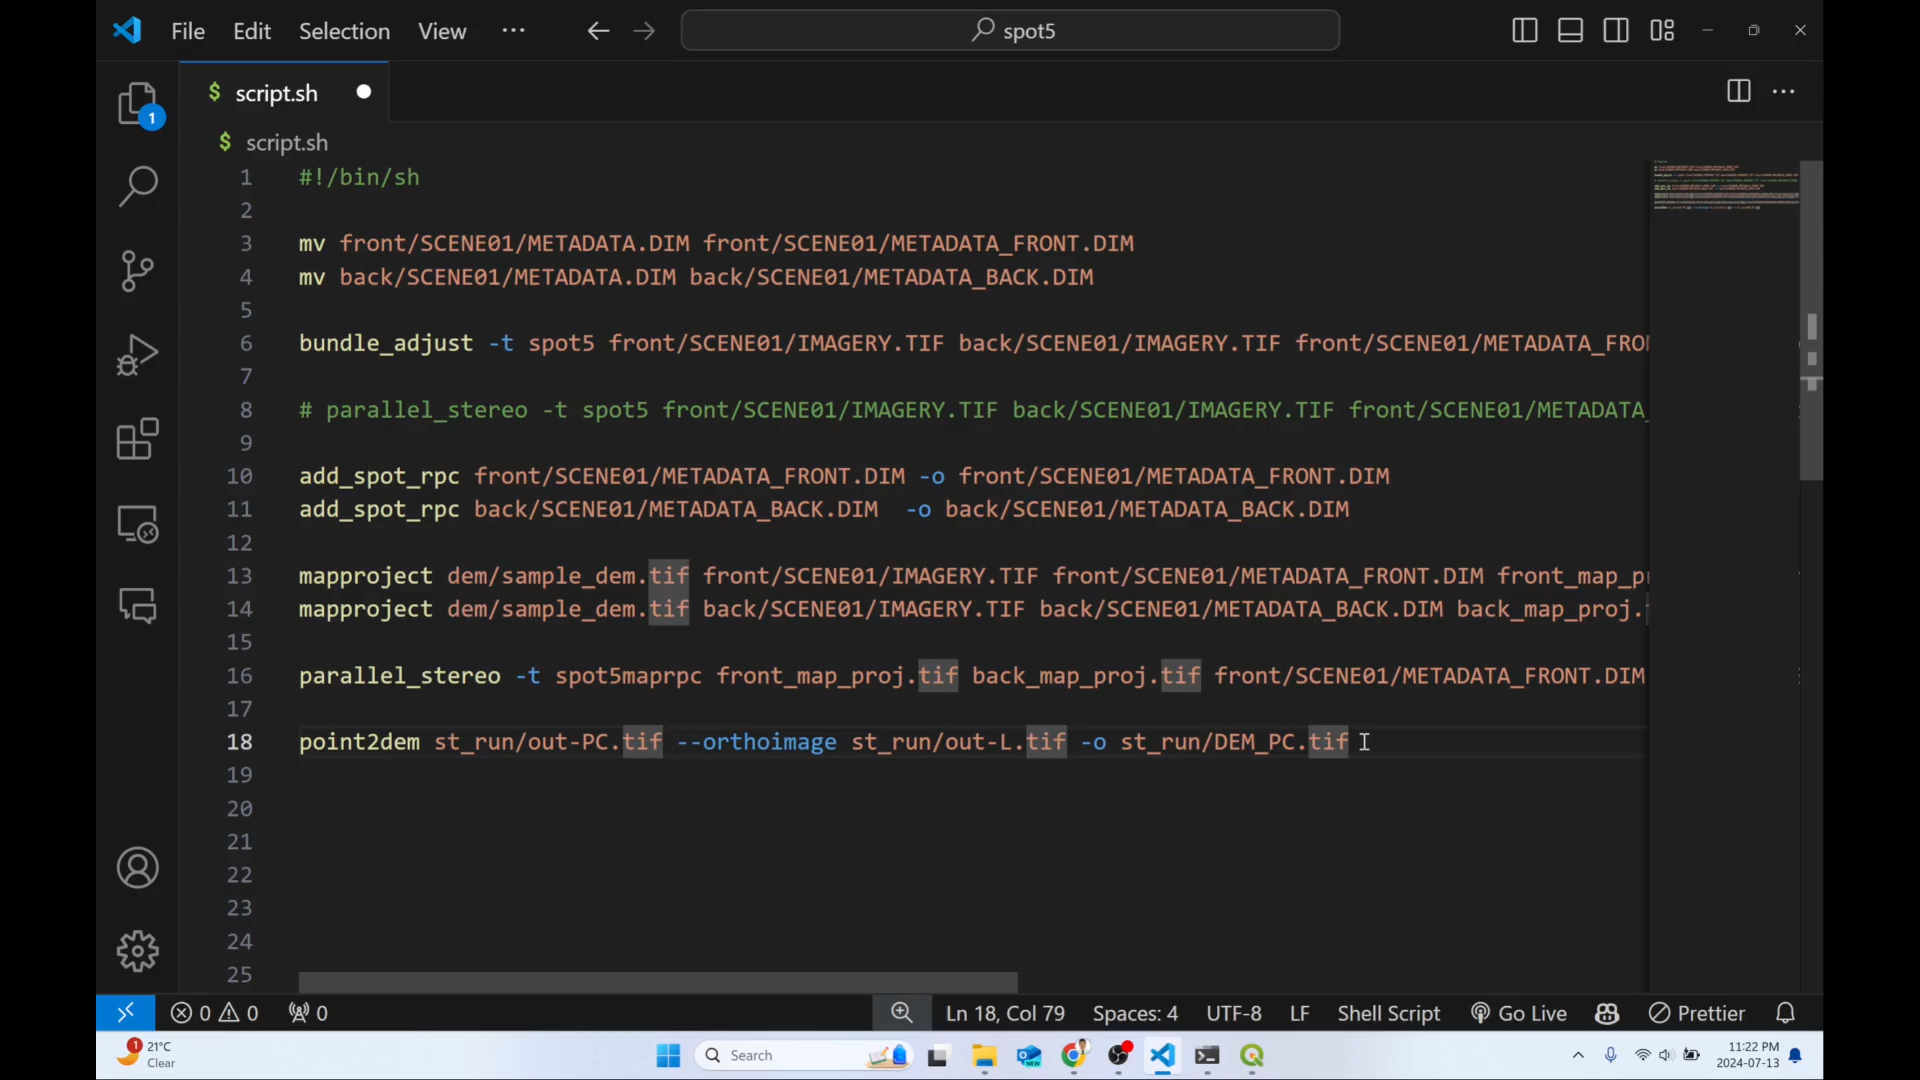 File Edit Selection View ··· spot5
$ script.sh
$ script.sh
1
1 #!/bin/sh
2
3 mv front/SCENE01/METADATA.DIM front/SCENE01/METADATA_FRONT.DIM
4 mv back/SCENE01/METADATA.DIM back/SCENE01/METADATA_BACK.DIM
5
6 bundle_adjust -t spot5 front/SCENE01/IMAGERY.TIF back/SCENE01/IMAGERY.TIF front/SCENE01/METADATA_FRO
7
8 # parallel_stereo -t spot5 front/SCENE01/IMAGERY.TIF back/SCENE01/IMAGERY.TIF front/SCENE01/METADATA_
9
10 add_spot_rpc front/SCENE01/METADATA_FRONT.DIM -o front/SCENE01/METADATA_FRONT.DIM
11 add_spot_rpc back/SCENE01/METADATA_BACK.DIM  -o back/SCENE01/METADATA_BACK.DIM
12
13 mapproject dem/sample_dem.tif front/SCENE01/IMAGERY.TIF front/SCENE01/METADATA_FRONT.DIM front_map_p
14 mapproject dem/sample_dem.tif back/SCENE01/IMAGERY.TIF back/SCENE01/METADATA_BACK.DIM back_map_proj.
15
16 parallel_stereo -t spot5maprpc front_map_proj.tif back_map_proj.tif front/SCENE01/METADATA_FRONT.DIM
17
18 point2dem st_run/out-PC.tif --orthoimage st_run/out-L.tif -o st_run/DEM_PC.tif
19
20
21
22
23
24
25
0 0 0 Ln 18, Col 79 Spaces: 4 UTF-8 LF Shell Script Go Live Prettier
1 21°C
Clear
Search
NEW
11:22 PM
2024-07-13